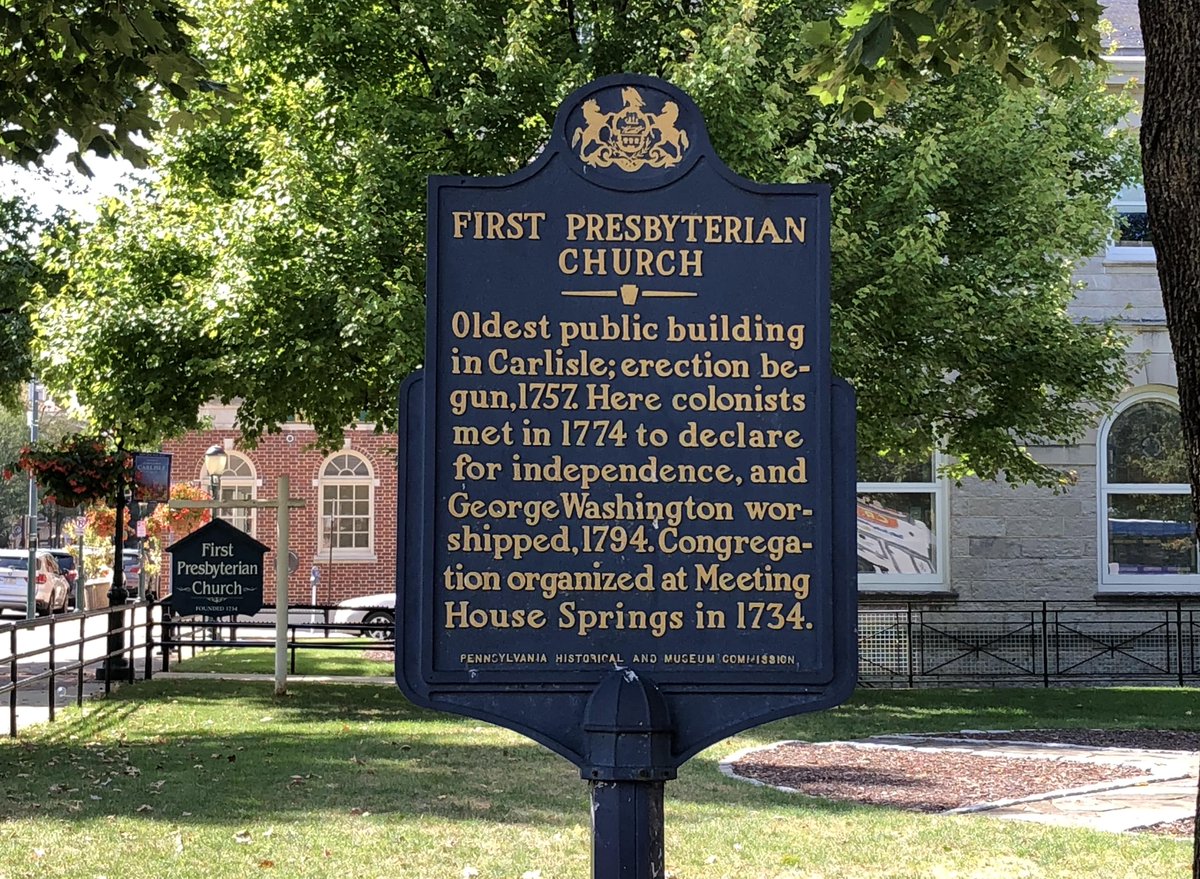 FIRST PRESBYTERIAN
CHURCH
Oldest public building
in Carlisle; erection be-
gun, 1757. Here colonists
met in 1774 to declare
for independence, and
George Washington wor-
shipped, 1794. Congrega-
tion organized at Meeting
House Springs in 1734.
PENNSYLVANIA HISTORICAL AND MUSEUM COMMISSION
First
Presbyterian
Church
FOUNDED 1734
CARLISLE